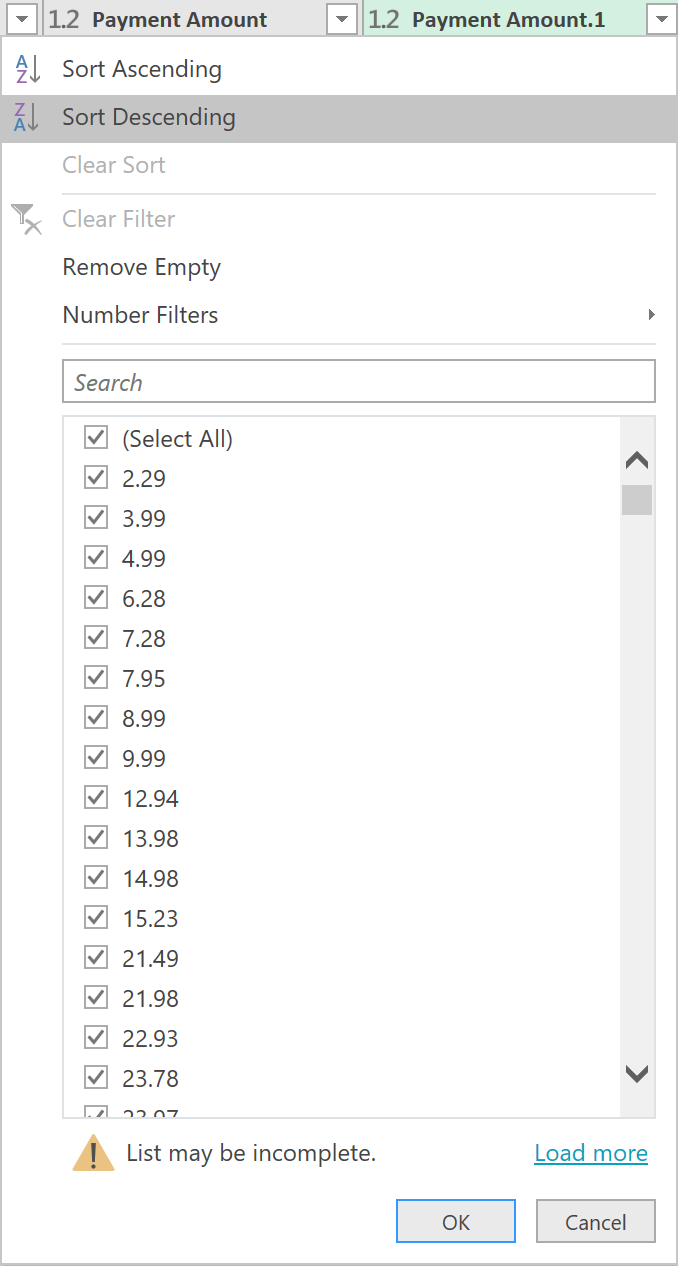 1.2 Payment Amount 1.2 Payment Amount.1
Sort Ascending
Sort Descending
Clear Sort
Clear Filter
Remove Empty
Number Filters
Search
(Select All)
2.29
3.99
4.99
6.28
7.28
7.95
8.99
9.99
12.94
13.98
14.98
15.23
21.49
21.98
22.93
23.78
23.97
List may be incomplete. Load more
OK Cancel